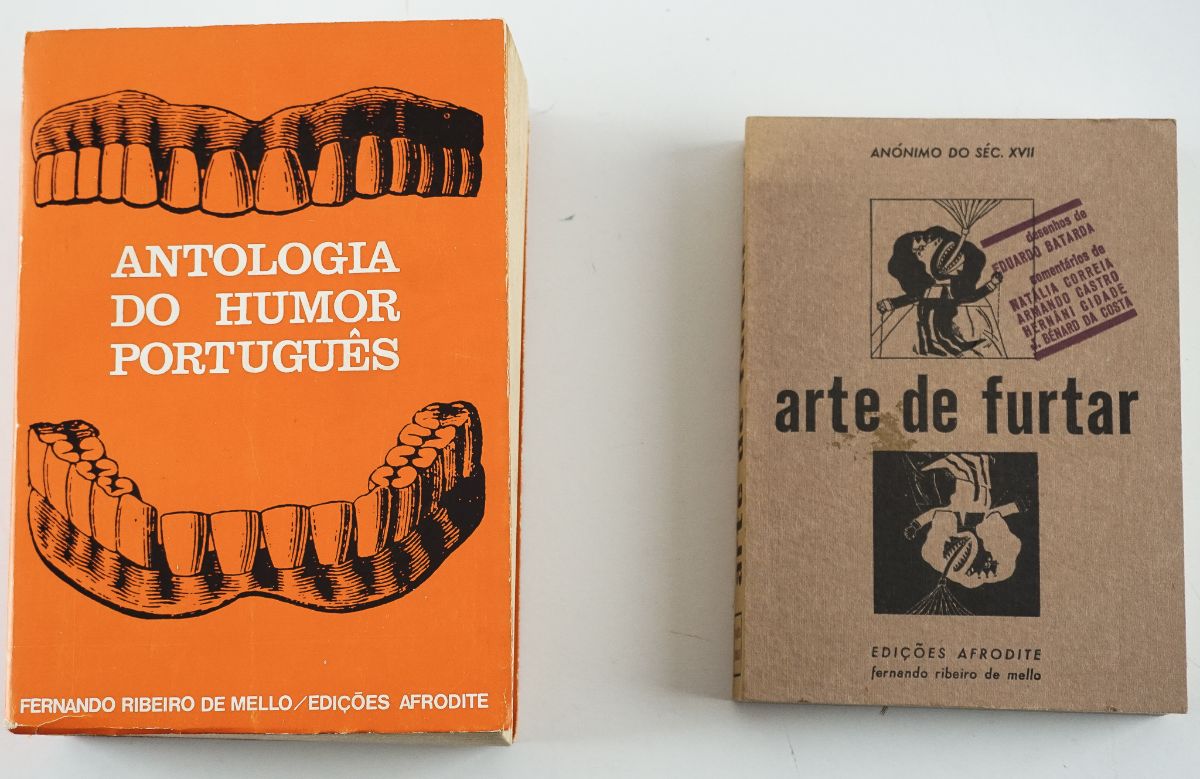 ANTOLOGIA
DO HUMOR
PORTUGUÊS
FERNANDO RIBEIRO DE MELLO/EDIÇÕES AFRODITE
ANÓNIMO DO SÉC. XVII
desenhos de
EDUARDO BATARDA
comentários de
NATÁLIA CORREIA
ARMANDO CASTRO
HERNÂNI CIDADE
J. BÉNARD DA COSTA
arte de furtar
EDIÇÕES AFRODITE
fernando ribeiro de mello